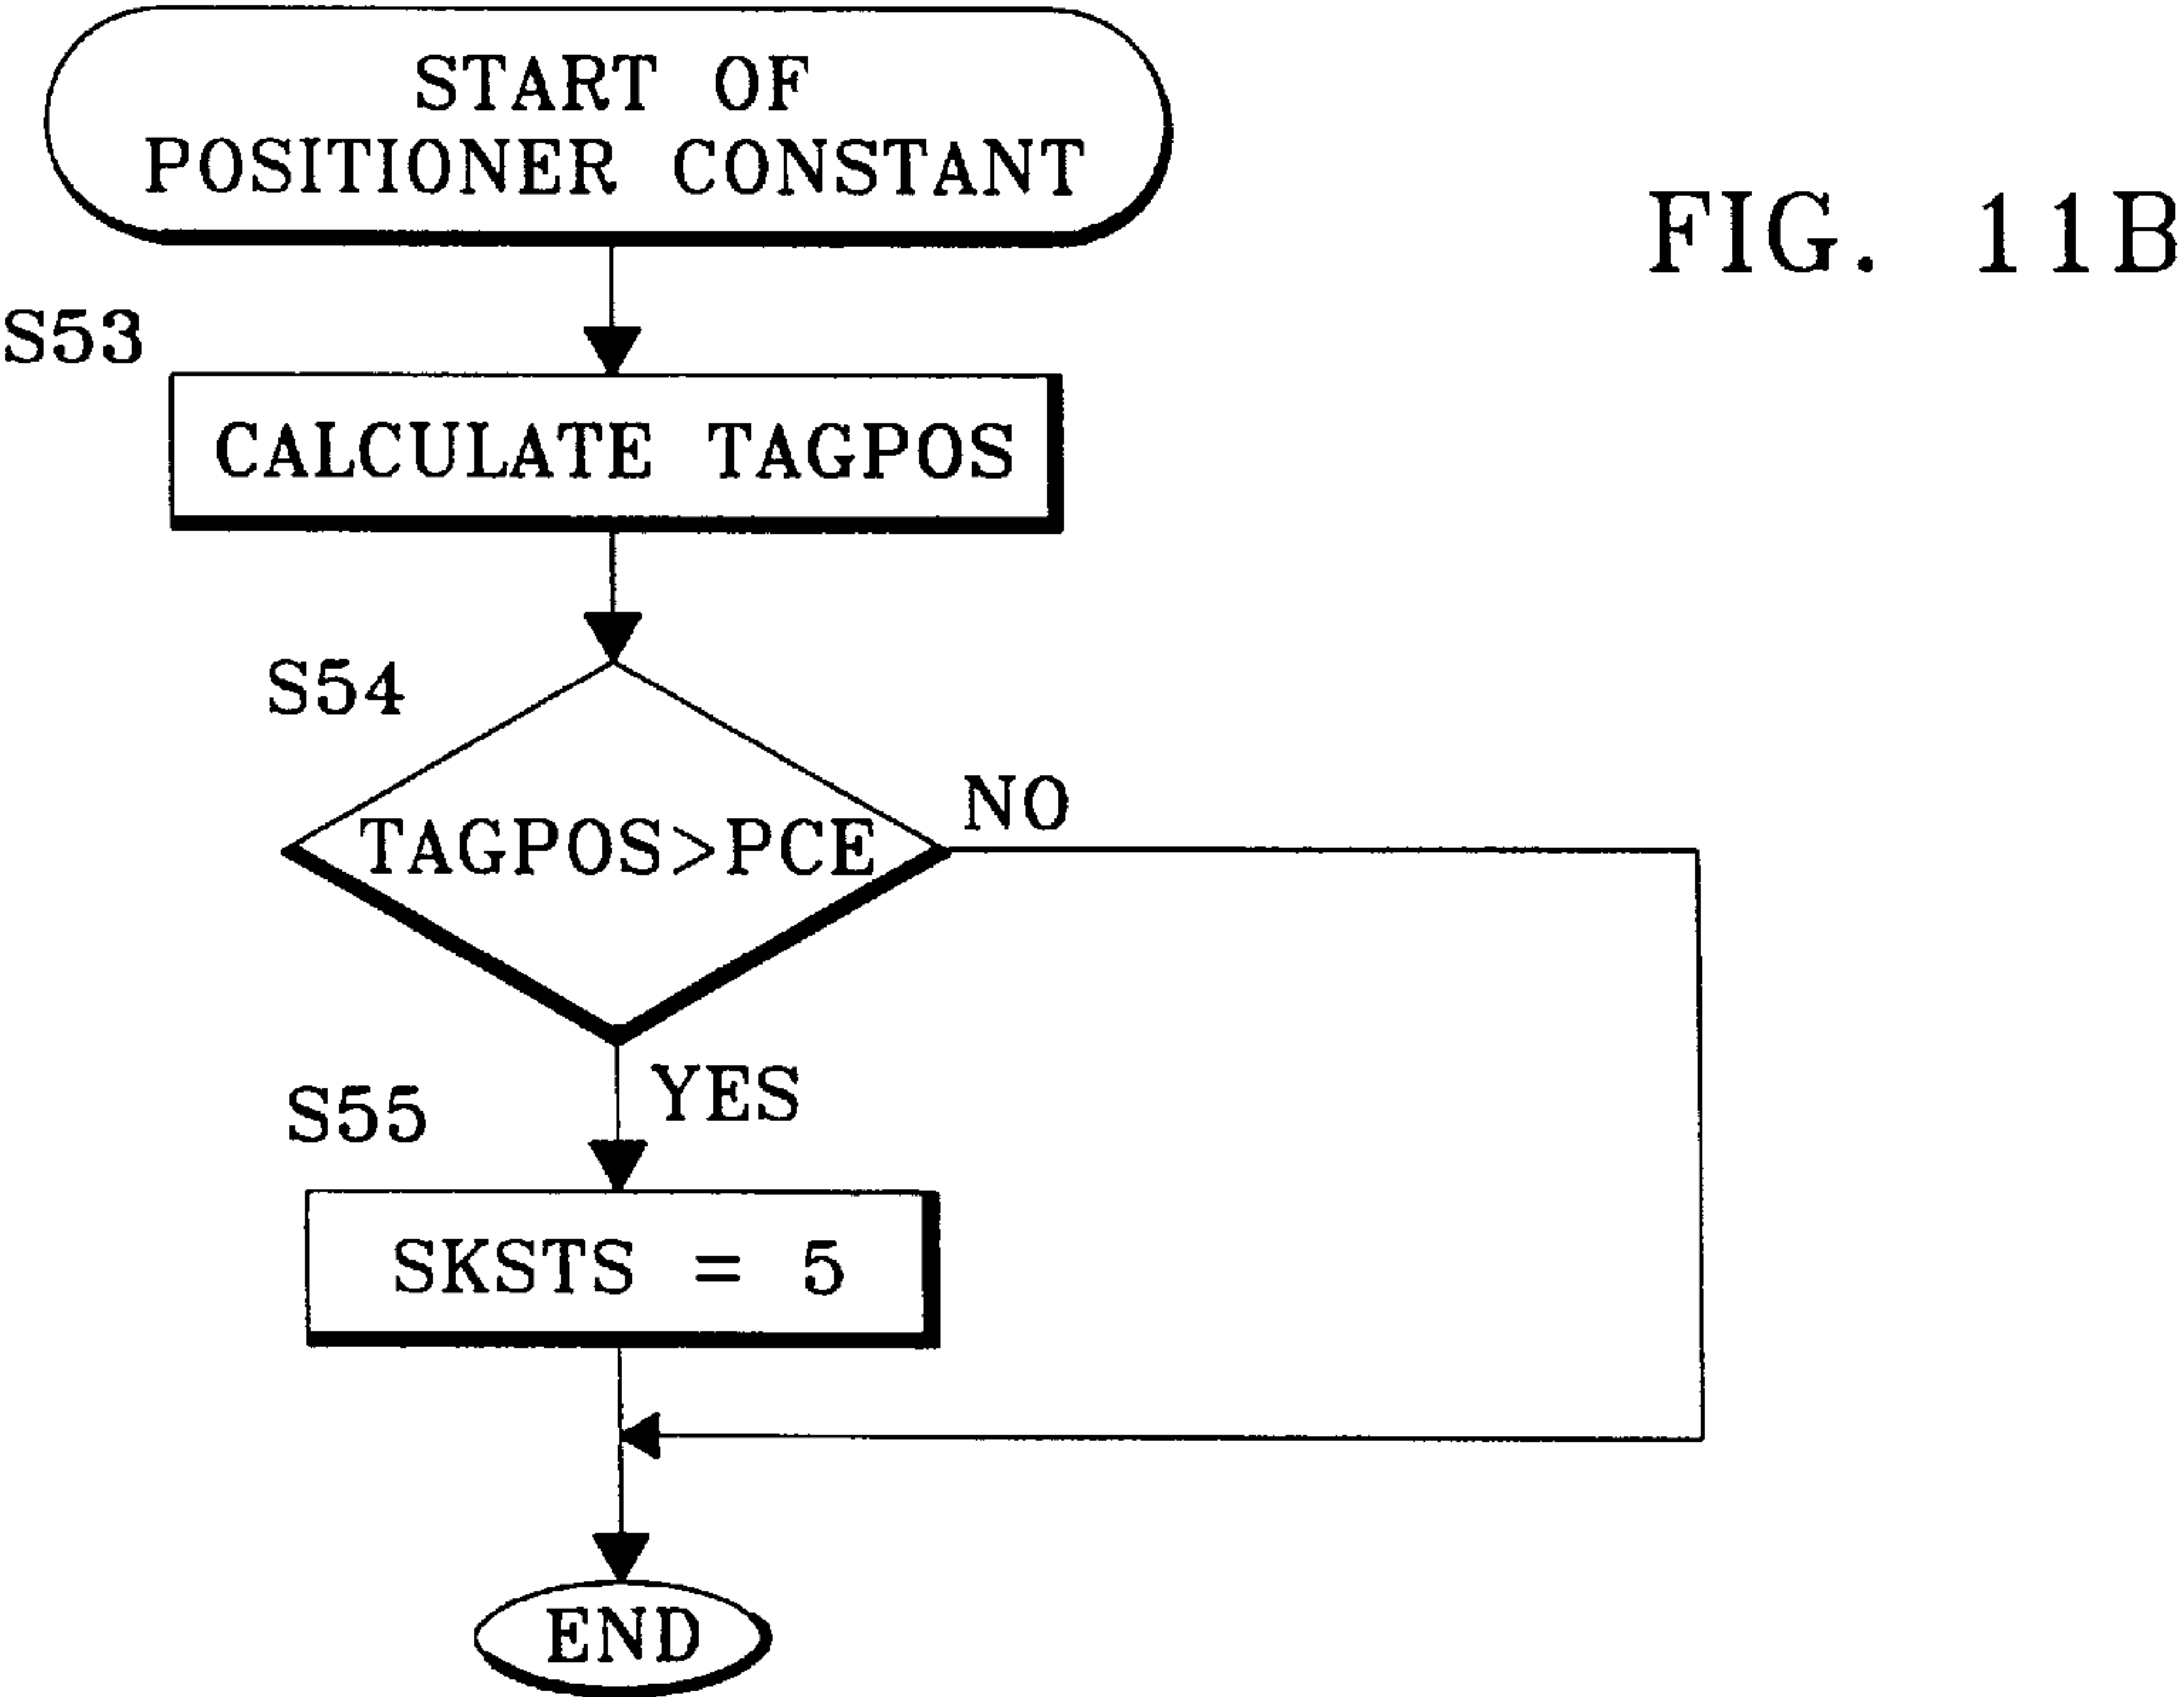 START OF
POSITIONER CONSTANT
FIG. 11B
S53
CALCULATE TAGPOS
S54
NO
TAGPOS>PCE
YES
S55
SKSTS = 5
END